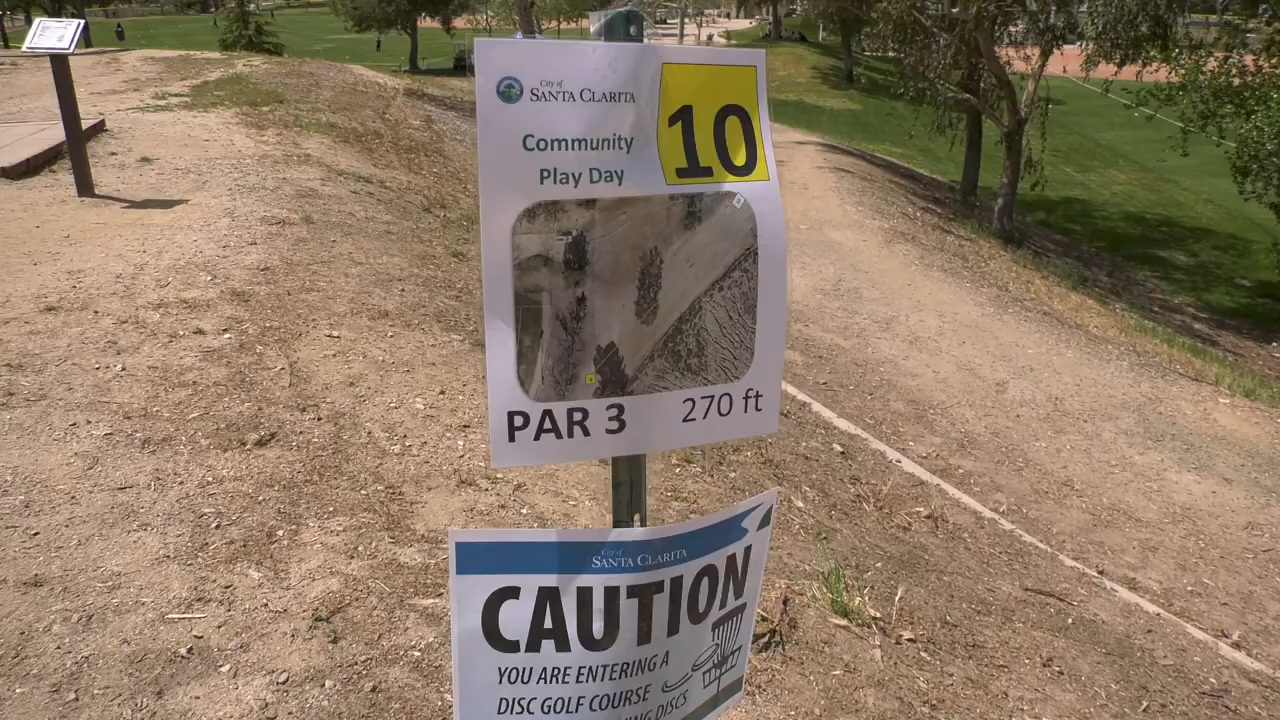 City of
SANTA CLARITA
10
Community
Play Day
PAR 3
270 ft
City of
SANTA CLARITA
CAUTION
YOU ARE ENTERING A
DISC GOLF COURSE
DISCS